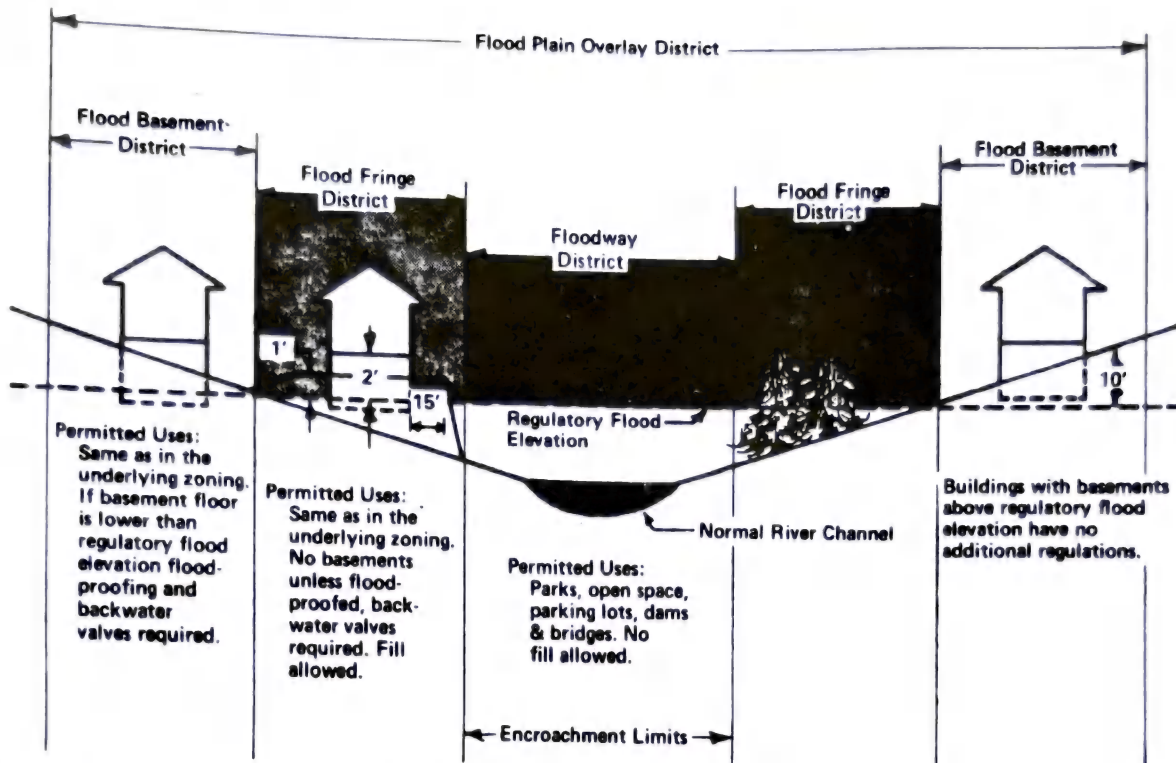 Flood Plain Overlay District
Flood Basement
District
Flood Fringe
District
Floodway
District
Flood Fringe
District
Flood Basement
District
1'
2'
15'
10'
Regulatory Flood
Elevation
Normal River Channel
Permitted Uses:
Same as in the
underlying zoning.
If basement floor
is lower than
regulatory flood
elevation flood-
proofing and
backwater
valves required.
Permitted Uses:
Same as in the
underlying zoning.
No basements
unless flood-
proofed, back-
water valves
required. Fill
allowed.
Permitted Uses:
Parks, open space,
parking lots, dams
& bridges. No
fill allowed.
Buildings with basements
above regulatory flood
elevation have no
additional regulations.
Encroachment Limits